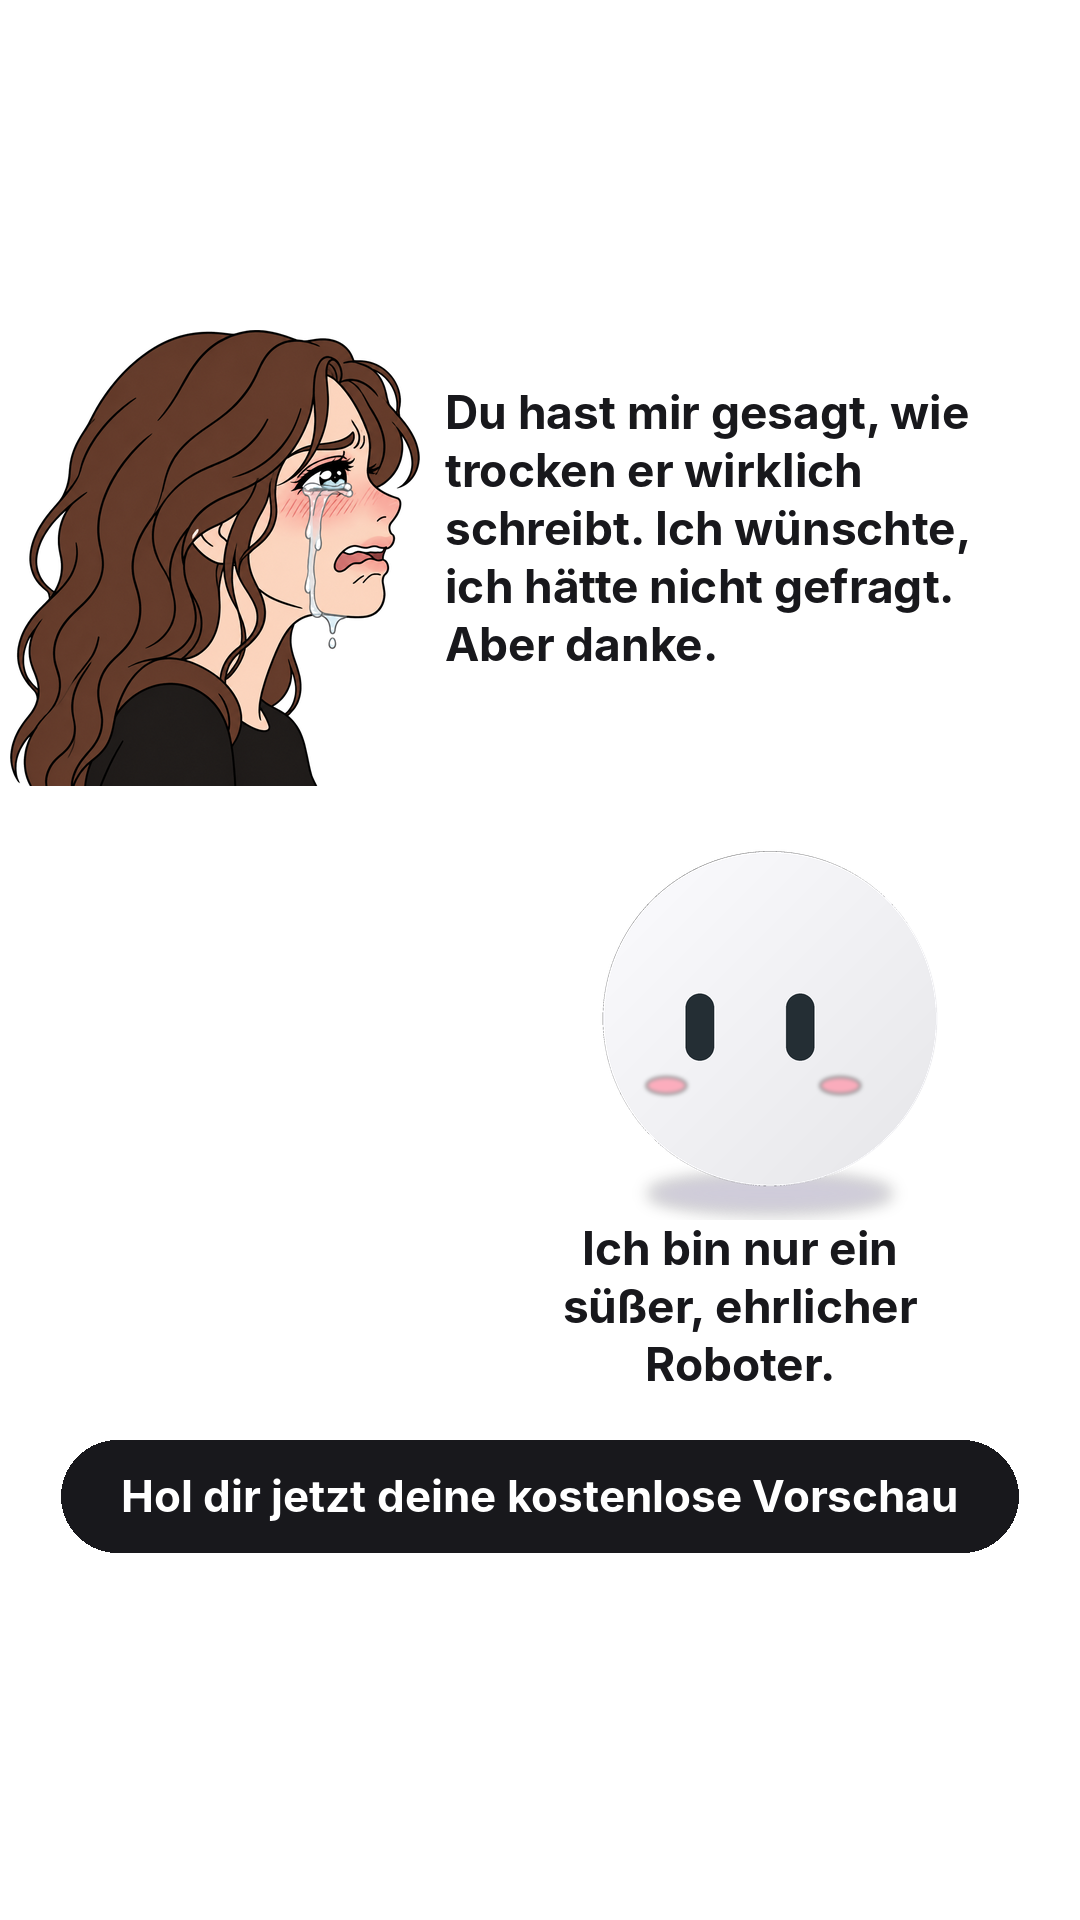 Du hast mir gesagt, wie
trocken er wirklich
schreibt. Ich wünschte,
ich hätte nicht gefragt.
Aber danke.
Ich bin nur ein
süßer, ehrlicher
Roboter.
Hol dir jetzt deine kostenlose Vorschau